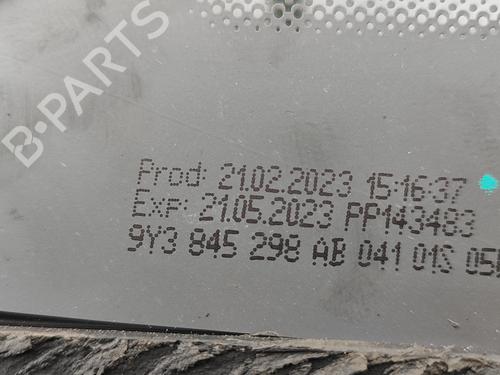 B-PARTS
Prod: 21.02.2023 15:16:37
Exp: 21.05.2023 PP143483
9Y3 845 298 AB 041 01S